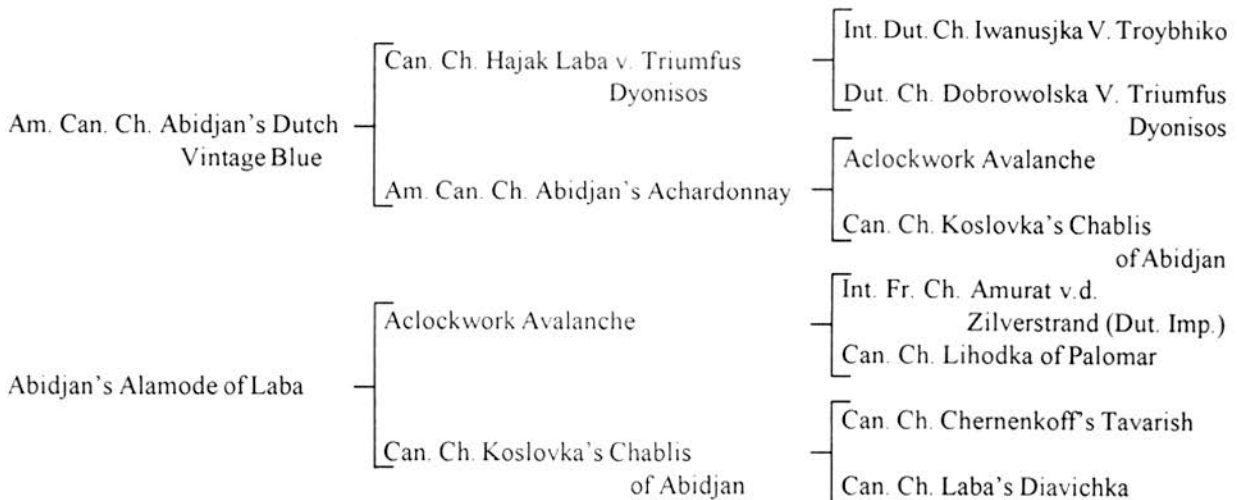 Int. Dut. Ch. Iwanusjka V. Troybhiko
Can. Ch. Hajak Laba v. Triumfus
Dyonisos
Dut. Ch. Dobrowolska V. Triumfus
Dyonisos
Am. Can. Ch. Abidjan's Dutch
Vintage Blue
Aclockwork Avalanche
Am. Can. Ch. Abidjan's Achardonnay
Can. Ch. Koslovka's Chablis
of Abidjan
Int. Fr. Ch. Amurat v.d.
Zilverstrand (Dut. Imp.)
Aclockwork Avalanche
Can. Ch. Lihodka of Palomar
Abidjan's Alamode of Laba
Can. Ch. Chernenkoff's Tavarish
Can. Ch. Koslovka's Chablis
of Abidjan
Can. Ch. Laba's Diavichka